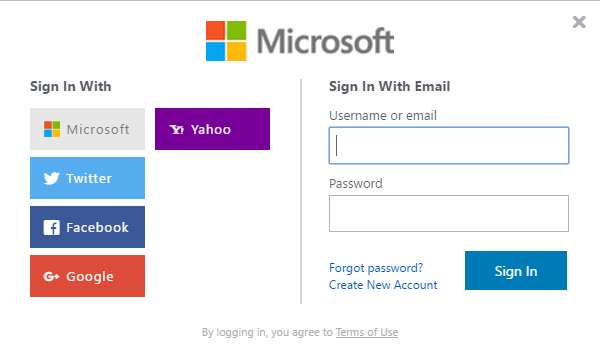 Microsoft
Sign In With
Microsoft
Yahoo
Twitter
Facebook
Google
Sign In With Email
Username or email
Password
Forgot password?
Create New Account
Sign In
By logging in, you agree to Terms of Use